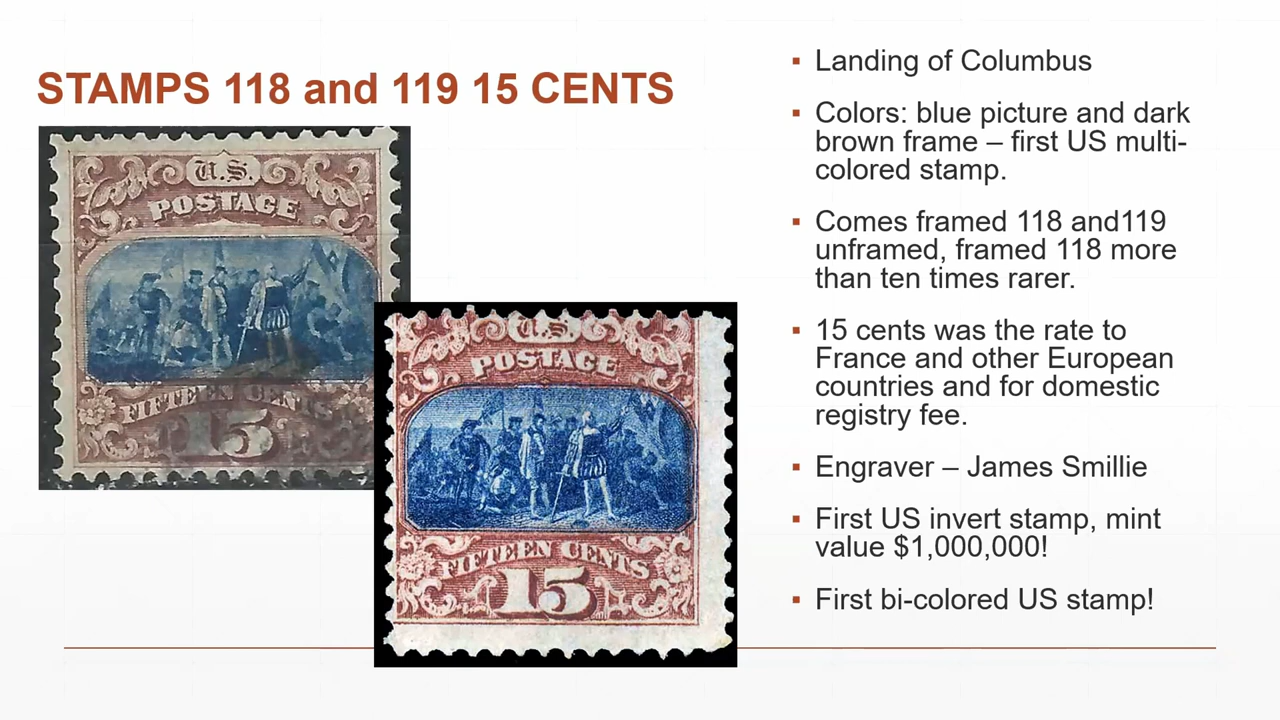 STAMPS 118 and 119 15 CENTS
U.S.
POSTAGE
FIFTEEN CENTS
15
U.S.
POSTAGE
FIFTEEN CENTS
15
▪ Landing of Columbus
▪ Colors: blue picture and dark
brown frame – first US multi-
colored stamp.
▪ Comes framed 118 and119
unframed, framed 118 more
than ten times rarer.
▪ 15 cents was the rate to
France and other European
countries and for domestic
registry fee.
▪ Engraver – James Smillie
▪ First US invert stamp, mint
value $1,000,000!
▪ First bi-colored US stamp!